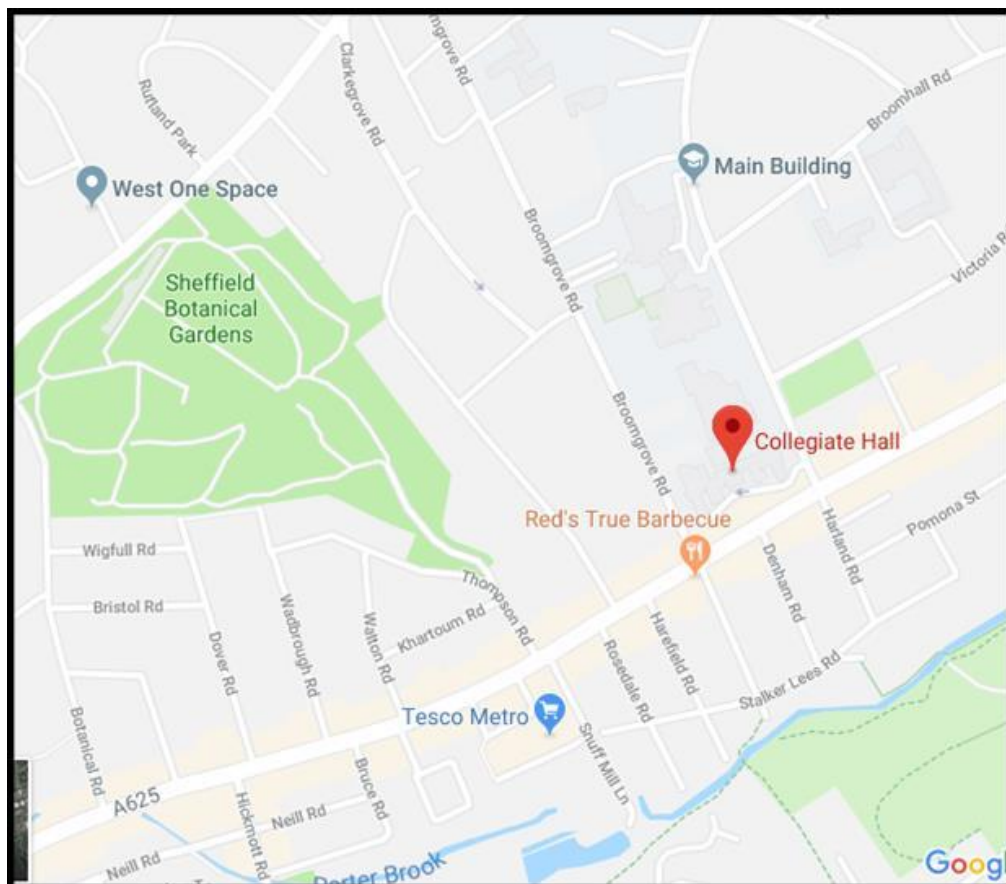 Rutland Park
Clarkegrove Rd
Broomgrove Rd
Broomhall Rd
West One Space
Main Building
Broomgrove Rd
Victoria R
Sheffield
Botanical
Gardens
Broomgrove Rd
Collegiate Hall
Red's True Barbecue
Harland Rd
Pomona St
Denham Rd
Wigfull Rd
Bristol Rd
Dover Rd
Wadbrough Rd
Walton Rd
Khartoum Rd
Thompson Rd
Rosedale Rd
Harefield Rd
Stalker Lees Rd
Tesco Metro
Snuff Mill Ln
Botanical Rd
A625
Hickmott Rd
Bruce Rd
Neill Rd
Neill Rd
Porter Brook
Googl